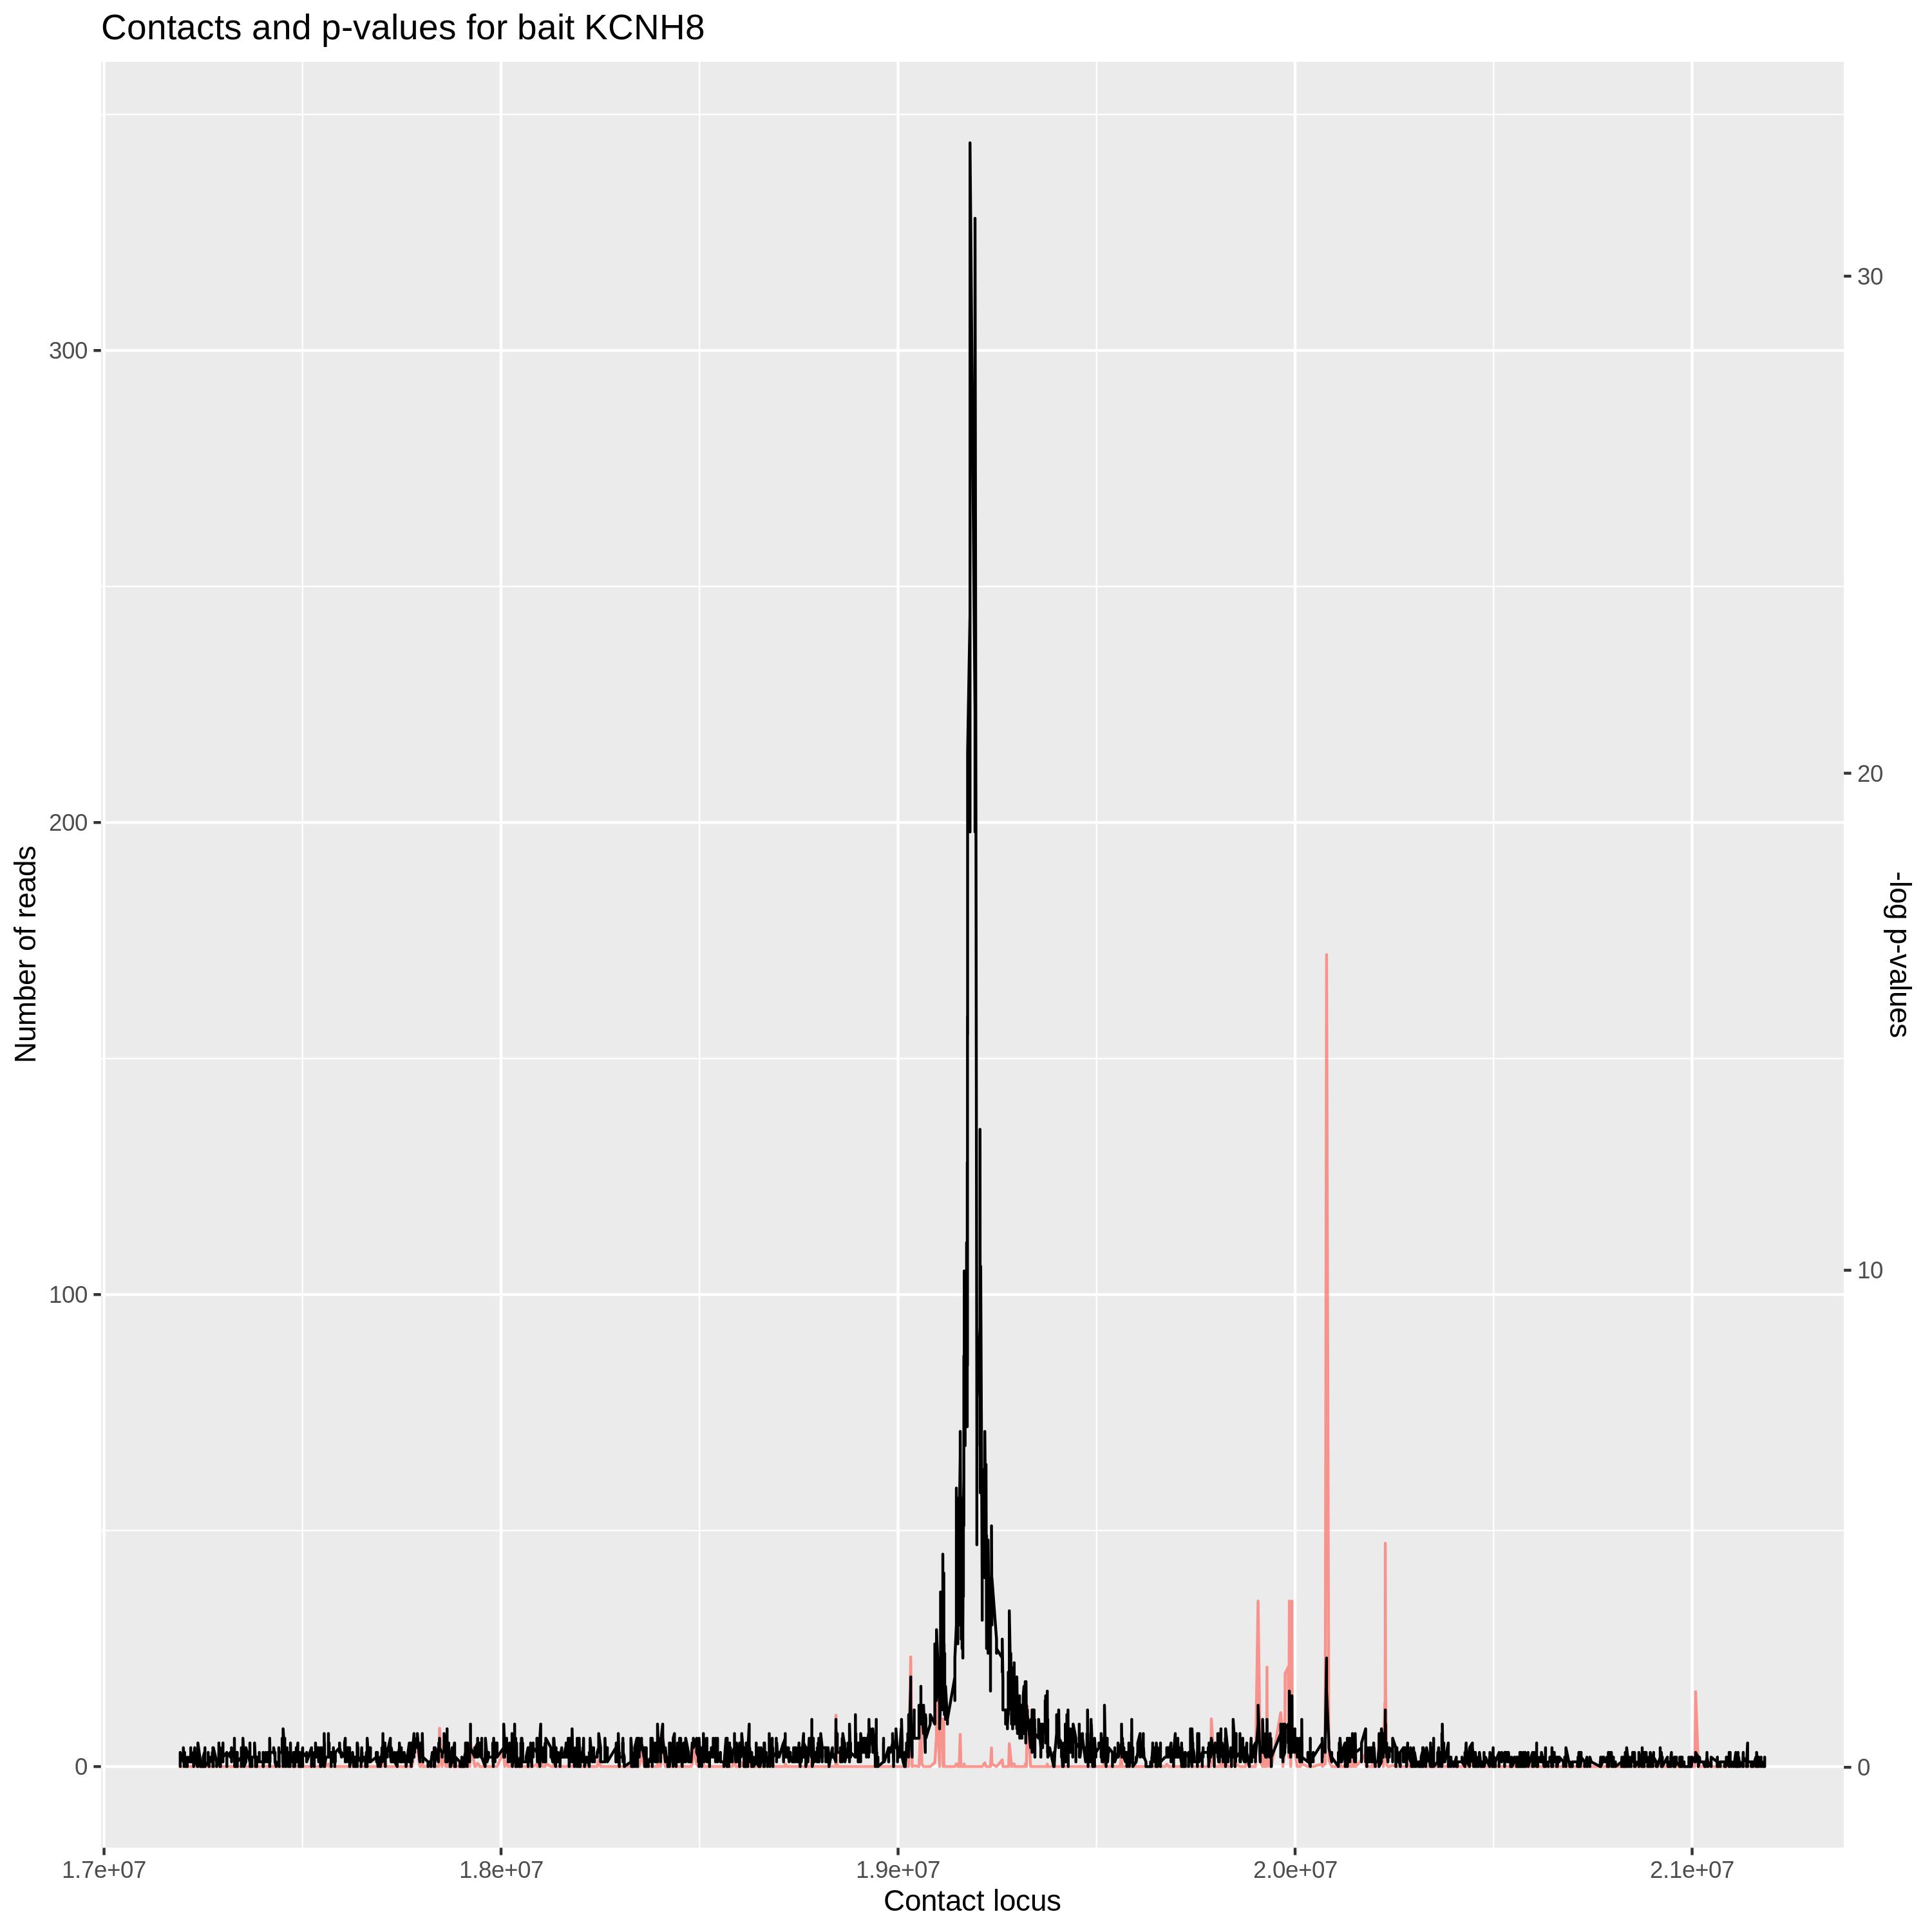 Contacts and p-values for bait KCNH8
Number of reads
300
200
100
0
30
20
10
0
-log p-values
1.7e+07
1.8e+07
1.9e+07
2.0e+07
2.1e+07
Contact locus